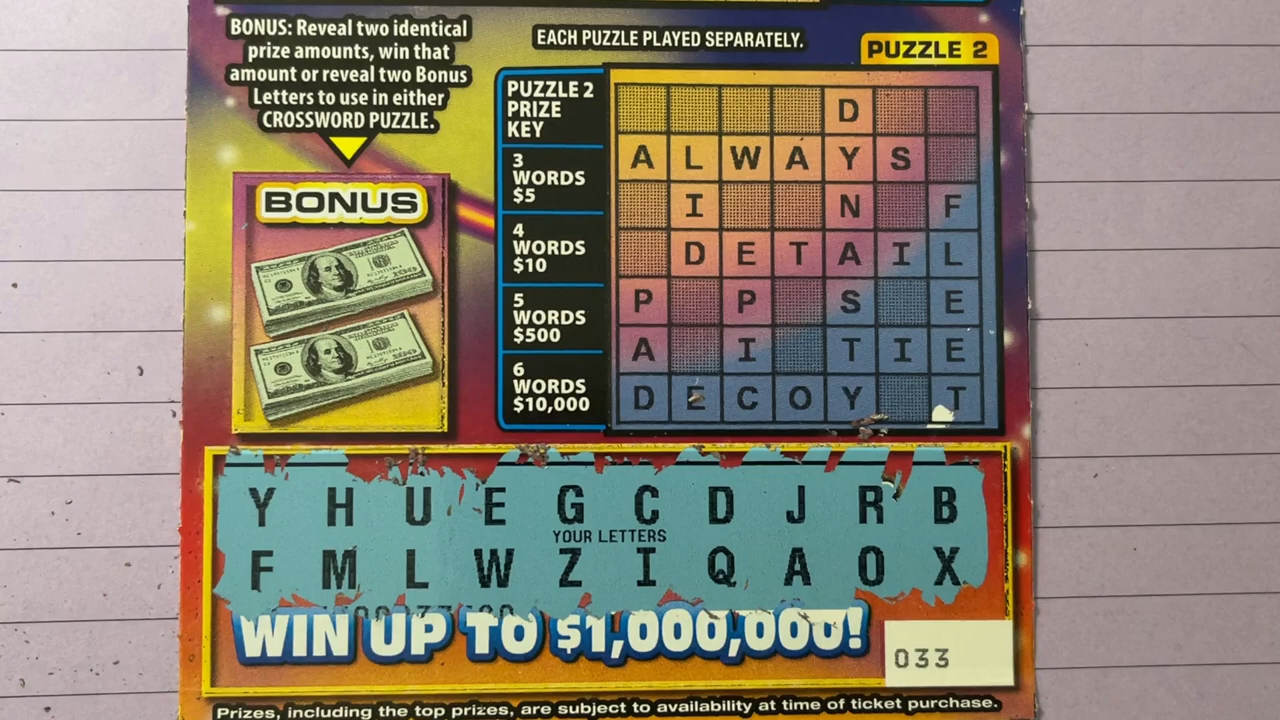 BONUS: Reveal two identical
prize amounts, win that
amount or reveal two Bonus
Letters to use in either
CROSSWORD PUZZLE.
EACH PUZZLE PLAYED SEPARATELY.
PUZZLE 2
PUZZLE 2
PRIZE
KEY
3
WORDS
$5
4
WORDS
$10
5
WORDS
$500
6
WORDS
$10,000
D
A L W A Y S
I N F
D E T A I L
P P S E
A I T I E
D E C O Y T
BONUS
Y H U E G C D J R B
YOUR LETTERS
F M L W Z I Q A O X
WIN UP TO $1,000,000!
033
Prizes, including the top prizes, are subject to availability at time of ticket purchase.